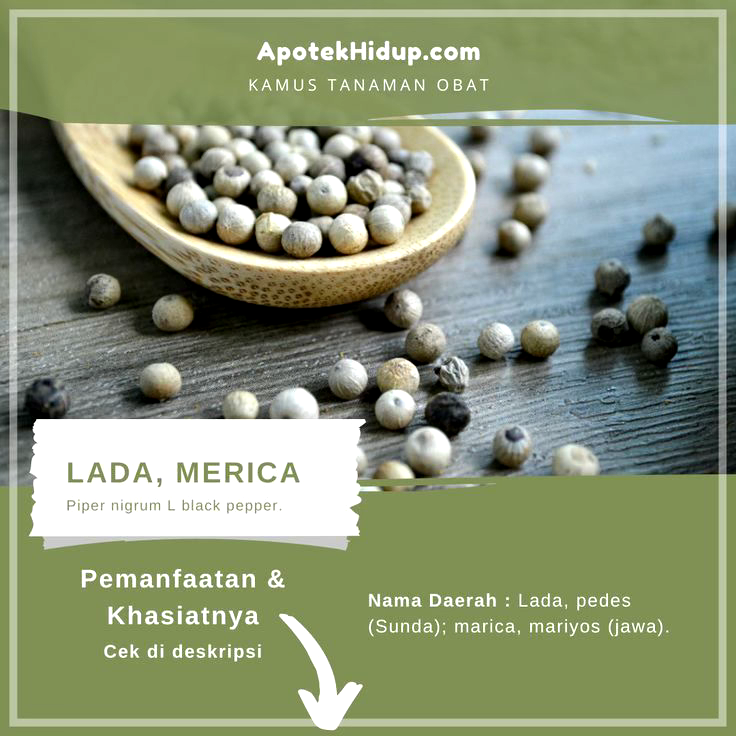 ApotekHidup.com
KAMUS TANAMAN OBAT
LADA, MERICA
Piper nigrum L black pepper.
Pemanfaatan &
Khasiatnya
Cek di deskripsi
Nama Daerah : Lada, pedes
(Sunda); marica, mariyos (jawa).